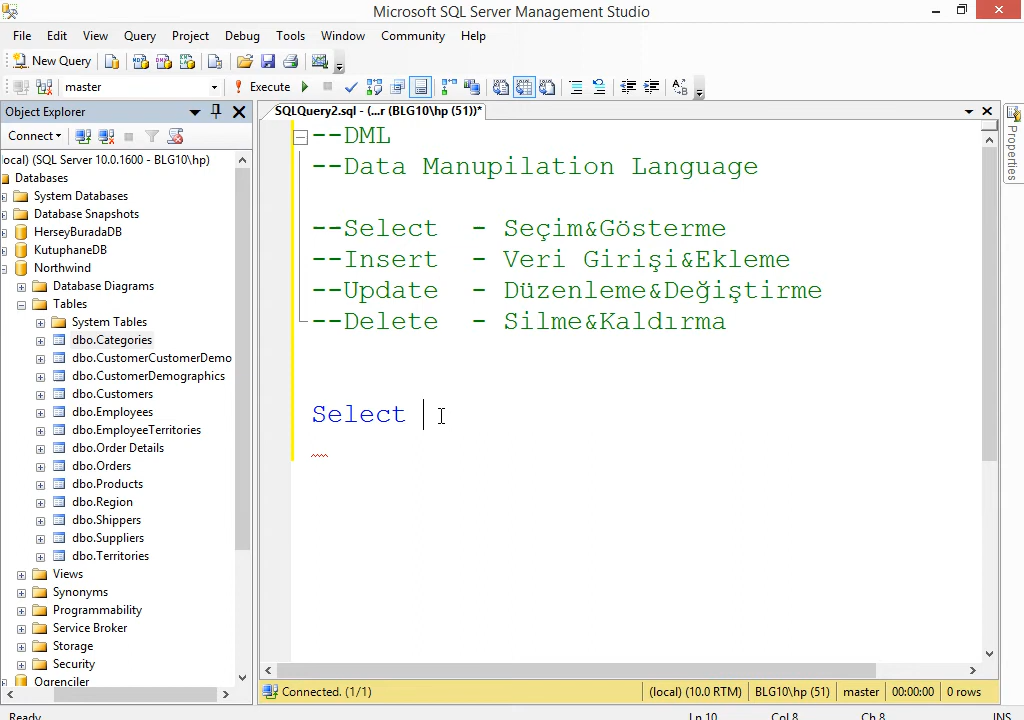 Microsoft SQL Server Management Studio
File Edit View Query Project Debug Tools Window Community Help
New Query
master Execute
Object Explorer
SQLQuery2.sql - (...r (BLG10\hp (51))*
Connect
Properties
local) (SQL Server 10.0.1600 - BLG10\hp)
Databases
System Databases
Database Snapshots
HerseyBuradaDB
KutuphaneDB
Northwind
Database Diagrams
Tables
System Tables
dbo.Categories
dbo.CustomerCustomerDemo
dbo.CustomerDemographics
dbo.Customers
dbo.Employees
dbo.EmployeeTerritories
dbo.Order Details
dbo.Orders
dbo.Products
dbo.Region
dbo.Shippers
dbo.Suppliers
dbo.Territories
Views
Synonyms
Programmability
Service Broker
Storage
Security
Ogrenciler
--DML
--Data Manupilation Language
--Select - Seçim&Gösterme
--Insert - Veri Girişi&Ekleme
--Update - Düzenleme&Değiştirme
--Delete - Silme&Kaldırma
Select
Connected. (1/1) (local) (10.0 RTM) BLG10\hp (51) master 00:00:00 0 rows
Ready Ln 10 Col 8 Ch 8 INS